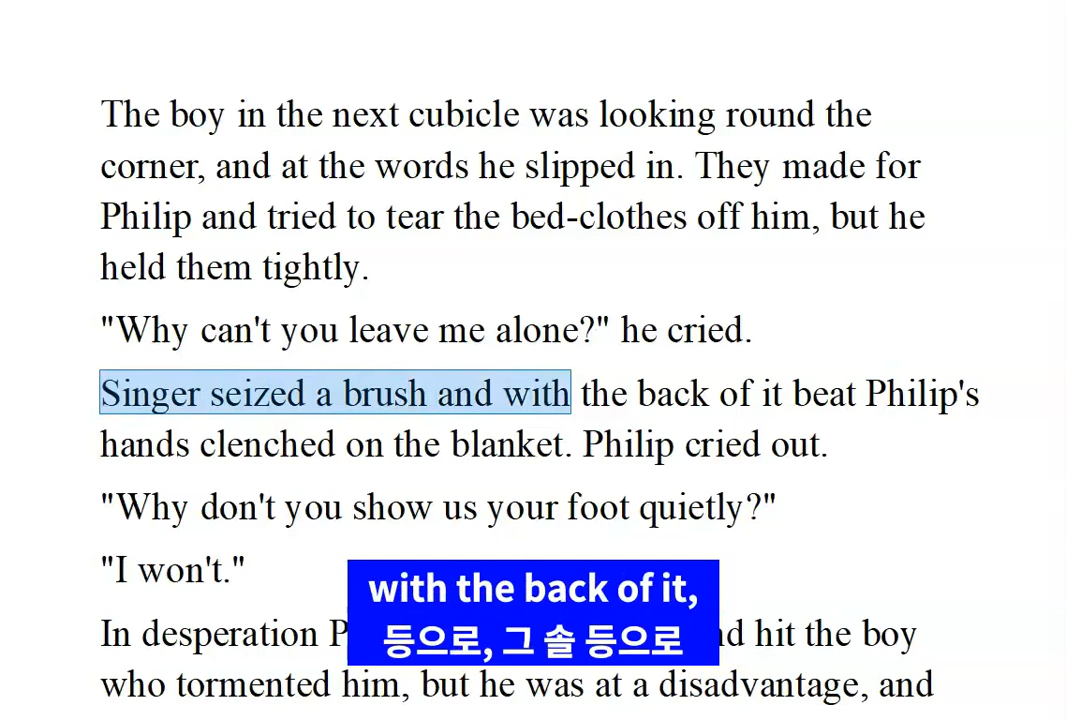 The boy in the next cubicle was looking round the
corner, and at the words he slipped in. They made for
Philip and tried to tear the bed-clothes off him, but he
held them tightly.
"Why can't you leave me alone?" he cried.
Singer seized a brush and with the back of it beat Philip's
hands clenched on the blanket. Philip cried out.
"Why don't you show us your foot quietly?"
"I won't."
with the back of it,
등으로, 그 솔 등으로
In desperation hit the boy
who tormented him, but he was at a disadvantage, and